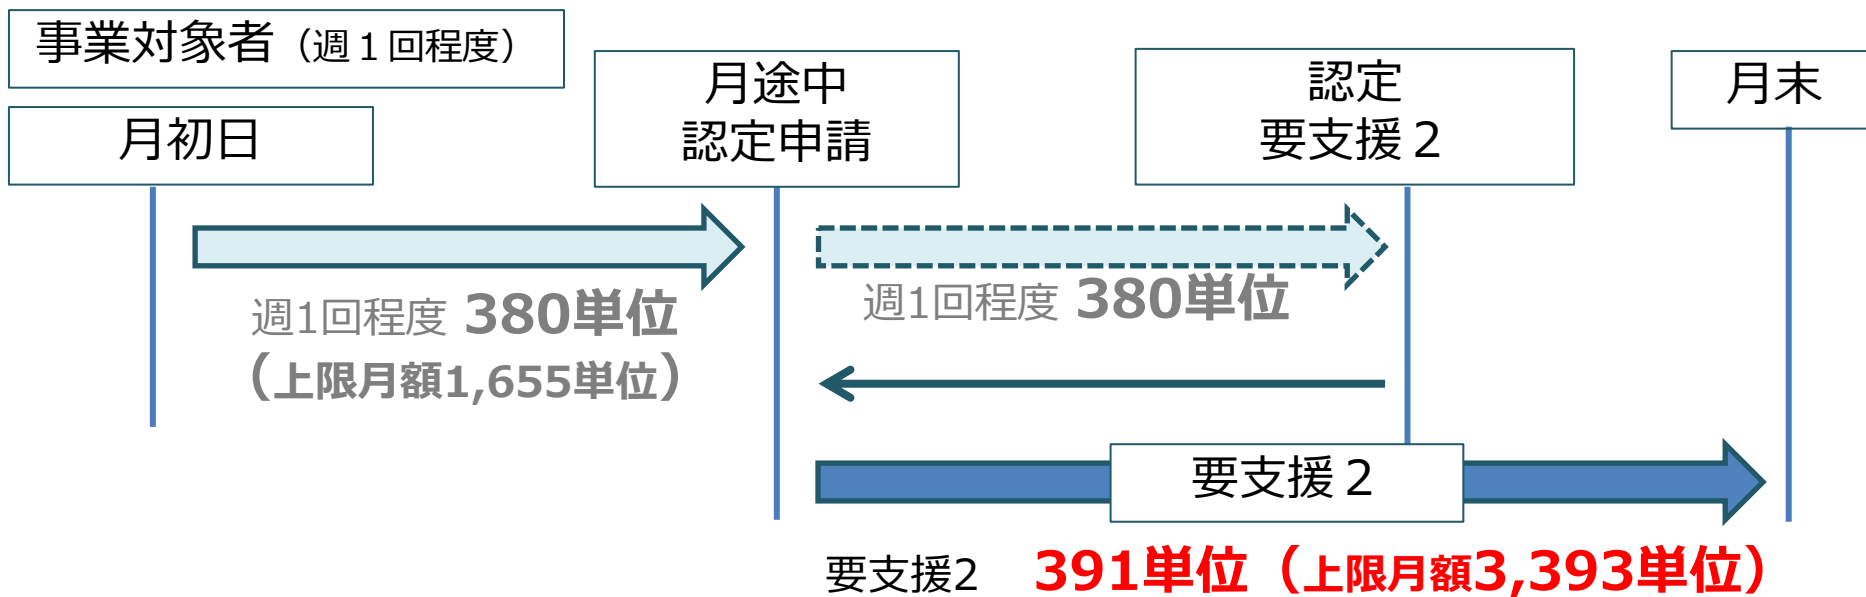 事業対象者（週１回程度）
月初日
月途中
認定申請
認定
要支援２
月末
週1回程度 380単位
（上限月額1,655単位）
週1回程度 380単位
要支援２
要支援2 391単位（上限月額3,393単位）